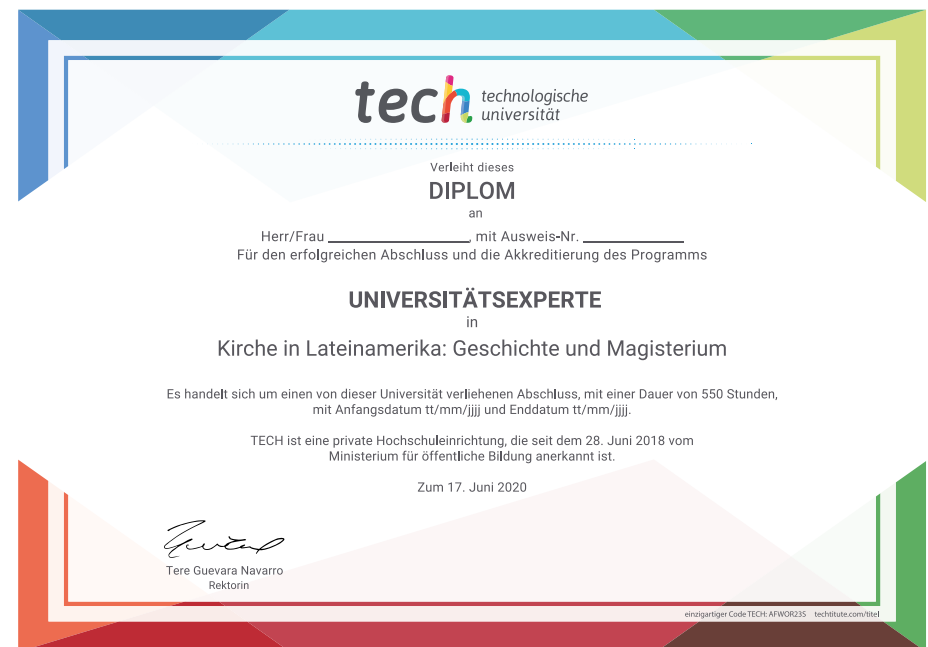 tech technologische
universität
Verleiht dieses
DIPLOM
an
Herr/Frau ____________________, mit Ausweis-Nr. ______________
Für den erfolgreichen Abschluss und die Akkreditierung des Programms
UNIVERSITÄTSEXPERTE
in
Kirche in Lateinamerika: Geschichte und Magisterium
Es handelt sich um einen von dieser Universität verliehenen Abschluss, mit einer Dauer von 550 Stunden,
mit Anfangsdatum tt/mm/jjjj und Enddatum tt/mm/jjjj.
TECH ist eine private Hochschuleinrichtung, die seit dem 28. Juni 2018 vom
Ministerium für öffentliche Bildung anerkannt ist.
Zum 17. Juni 2020
Tere Guevara Navarro
Rektorin
einzigartiger Code TECH: AFWOR23S techtitute.com/titel